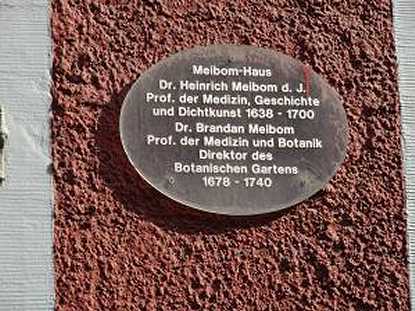 Meibom-Haus
Dr. Heinrich Meibom d. J.
Prof. der Medizin, Geschichte
und Dichtkunst 1638 - 1700
Dr. Brandan Meibom
Prof. der Medizin und Botanik
Direktor des
Botanischen Gartens
1678 - 1740